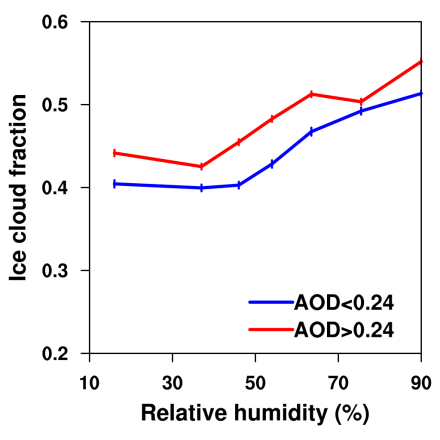 0.6
0.5
0.4
0.3
0.2
Ice cloud fraction
AOD<0.24
AOD>0.24
10 30 50 70 90
Relative humidity (%)